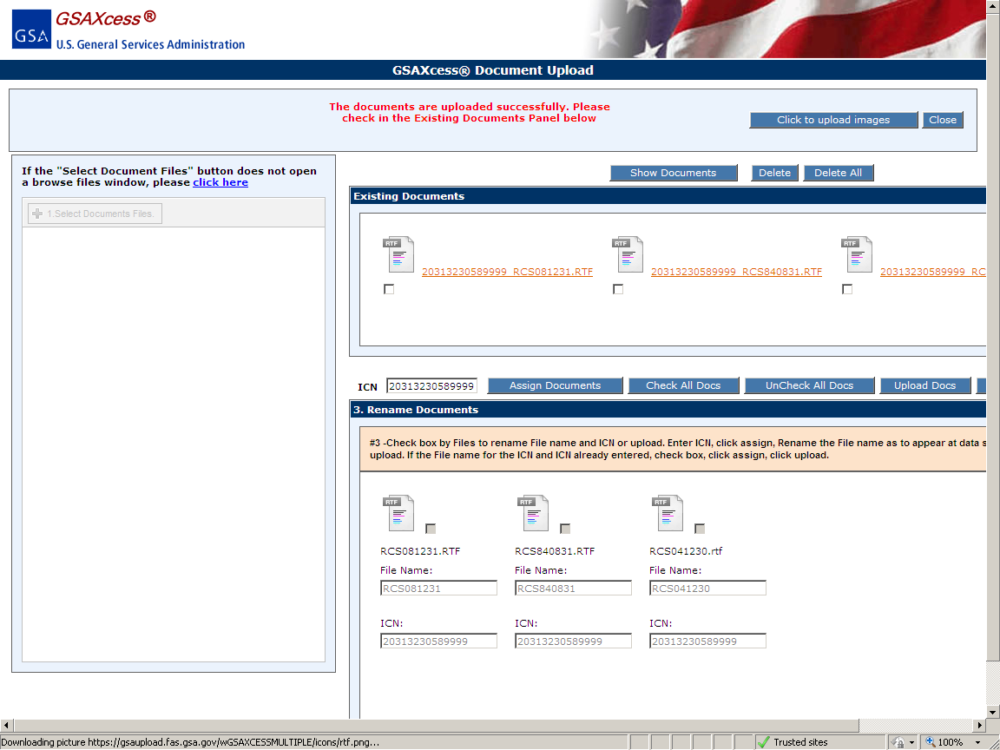 GSAXcess ®
GSA
U.S. General Services Administration
GSAXcess® Document Upload
The documents are uploaded successfully. Please
check in the Existing Documents Panel below
Click to upload images
Close
If the "Select Document Files" button does not open
a browse files window, please click here
1.Select Documents Files.
Show Documents
Delete
Delete All
Existing Documents
RTF
20313230589999_RCS081231.RTF
RTF
20313230589999_RCS840831.RTF
RTF
20313230589999_RC
ICN
20313230589999
Assign Documents
Check All Docs
UnCheck All Docs
Upload Docs
3. Rename Documents
#3 -Check box by Files to rename File name and ICN or upload. Enter ICN, click assign, Rename the File name as to appear at data s
upload. If the File name for the ICN and ICN already entered, check box, click assign, click upload.
RTF
RTF
RTF
RCS081231.RTF
RCS840831.RTF
RCS041230.rtf
File Name:
File Name:
File Name:
RCS081231
RCS840831
RCS041230
ICN:
ICN:
ICN:
20313230589999
20313230589999
20313230589999
Downloading picture https://gsaupload.fas.gsa.gov/wGSAXCESSMULTIPLE/icons/rtf.png...
Trusted sites
100%